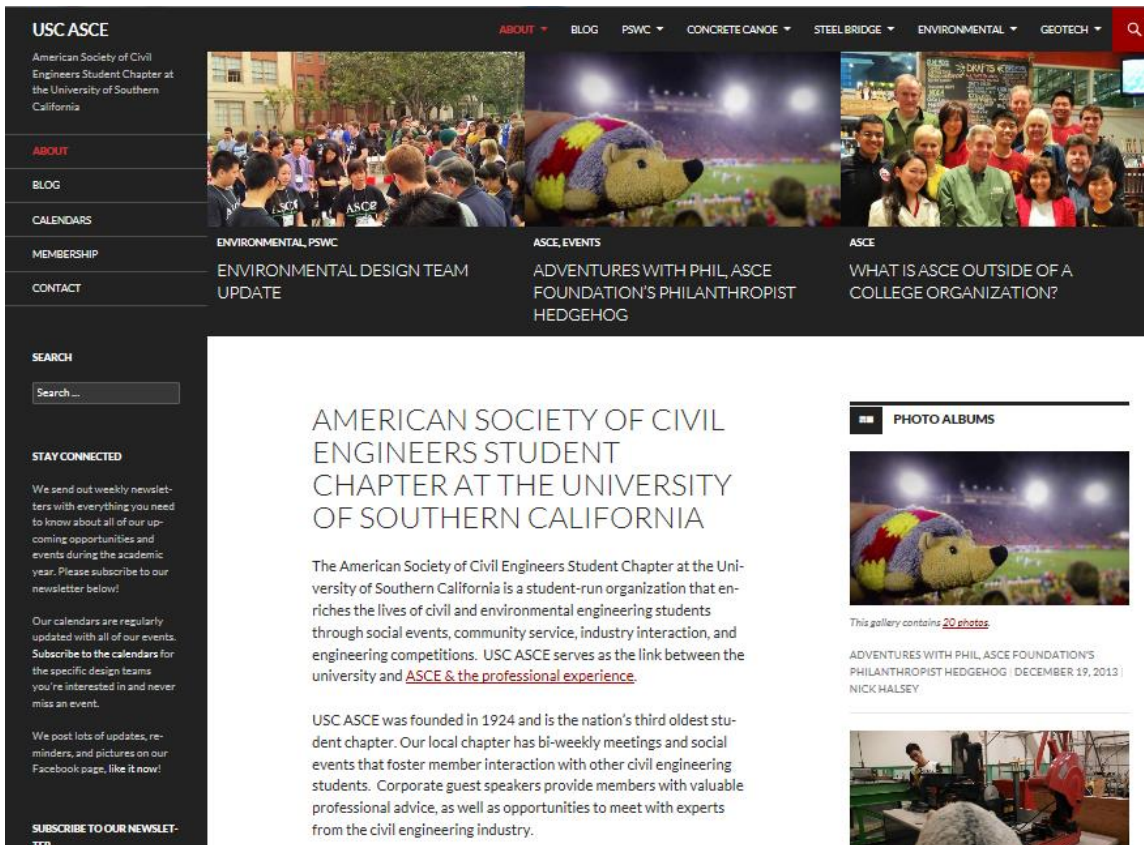 USC ASCE
American Society of Civil
Engineers Student Chapter at
the University of Southern
California
ABOUT
BLOG
CALENDARS
MEMBERSHIP
CONTACT
SEARCH
Search ...
STAY CONNECTED
We send out weekly newslet-
ters with everything you need
to know about all of our up-
coming opportunities and
events during the academic
year. Please subscribe to our
newsletter below!
Our calendars are regularly
updated with all of our events.
Subscribe to the calendars for
the specific design teams
you're interested in and never
miss an event.
We post lots of updates, re-
minders, and pictures on our
Facebook page, like it now!
SUBSCRIBE TO OUR NEWSLET-
TER
ABOUT BLOG PSWC CONCRETE CANOE STEEL BRIDGE ENVIRONMENTAL GEOTECH
ASCE
DRAFTS
ENVIRONMENTAL, PSWC
ENVIRONMENTAL DESIGN TEAM
UPDATE
ASCE, EVENTS
ADVENTURES WITH PHIL, ASCE
FOUNDATION'S PHILANTHROPIST
HEDGEHOG
ASCE
WHAT IS ASCE OUTSIDE OF A
COLLEGE ORGANIZATION?
AMERICAN SOCIETY OF CIVIL
ENGINEERS STUDENT
CHAPTER AT THE UNIVERSITY
OF SOUTHERN CALIFORNIA
The American Society of Civil Engineers Student Chapter at the Uni-
versity of Southern California is a student-run organization that en-
riches the lives of civil and environmental engineering students
through social events, community service, industry interaction, and
engineering competitions. USC ASCE serves as the link between the
university and ASCE & the professional experience.
USC ASCE was founded in 1924 and is the nation's third oldest stu-
dent chapter. Our local chapter has bi-weekly meetings and social
events that foster member interaction with other civil engineering
students. Corporate guest speakers provide members with valuable
professional advice, as well as opportunities to meet with experts
from the civil engineering industry.
PHOTO ALBUMS
This gallery contains 20 photos.
ADVENTURES WITH PHIL, ASCE FOUNDATION'S
PHILANTHROPIST HEDGEHOG | DECEMBER 19, 2013 |
NICK HALSEY